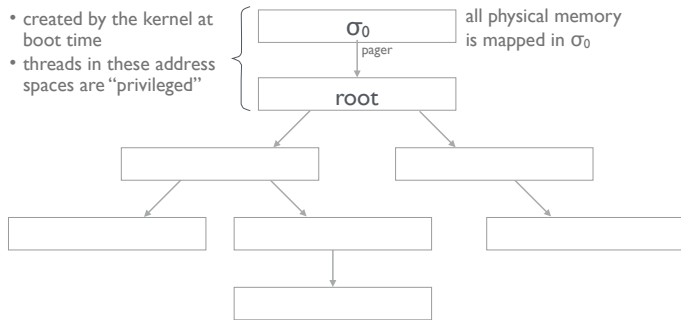 • created by the kernel at
boot time
• threads in these address
spaces are “privileged”
σ0
pager
root
all physical memory
is mapped in σ0